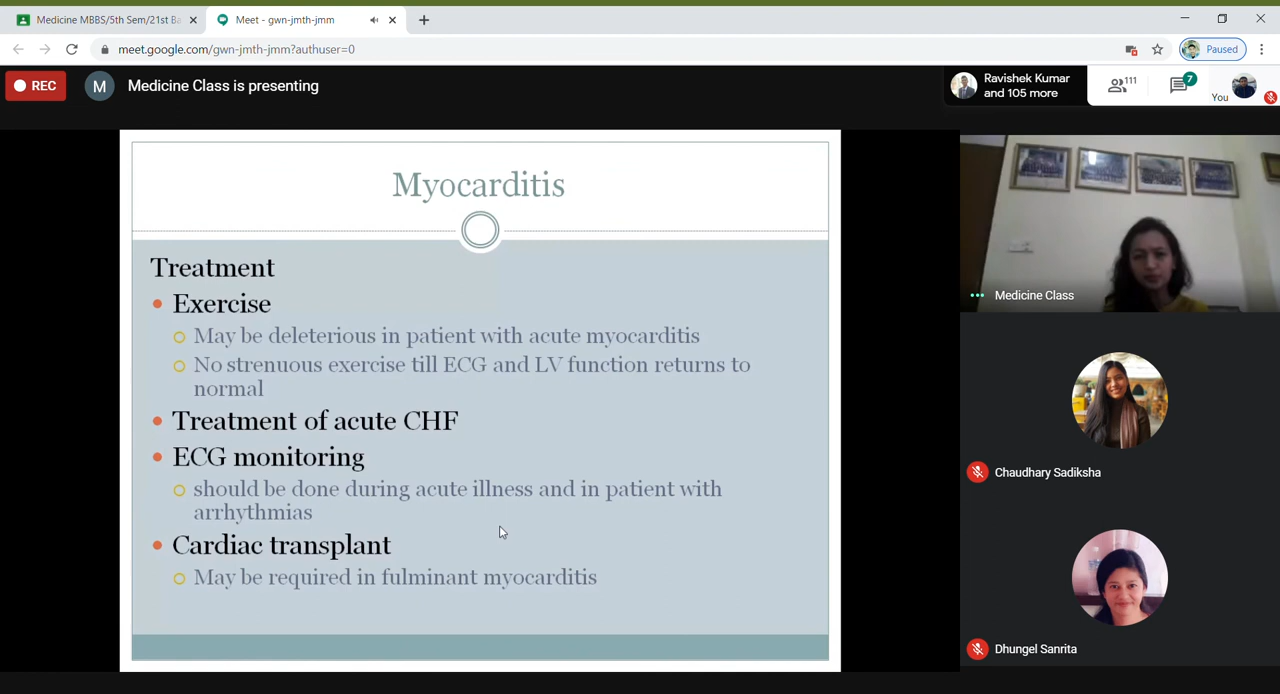 Medicine MBBS/5th Sem/21st Ba
Meet - gwn-jmth-jmm
meet.google.com/gwn-jmth-jmm?authuser=0
Paused
REC
M
Medicine Class is presenting
Ravishek Kumar
and 105 more
111
7
You
Myocarditis
Treatment
• Exercise
May be deleterious in patient with acute myocarditis
No strenuous exercise till ECG and LV function returns to
normal
• Treatment of acute CHF
• ECG monitoring
should be done during acute illness and in patient with
arrhythmias
• Cardiac transplant
May be required in fulminant myocarditis
Medicine Class
Chaudhary Sadiksha
Dhungel Sanrita